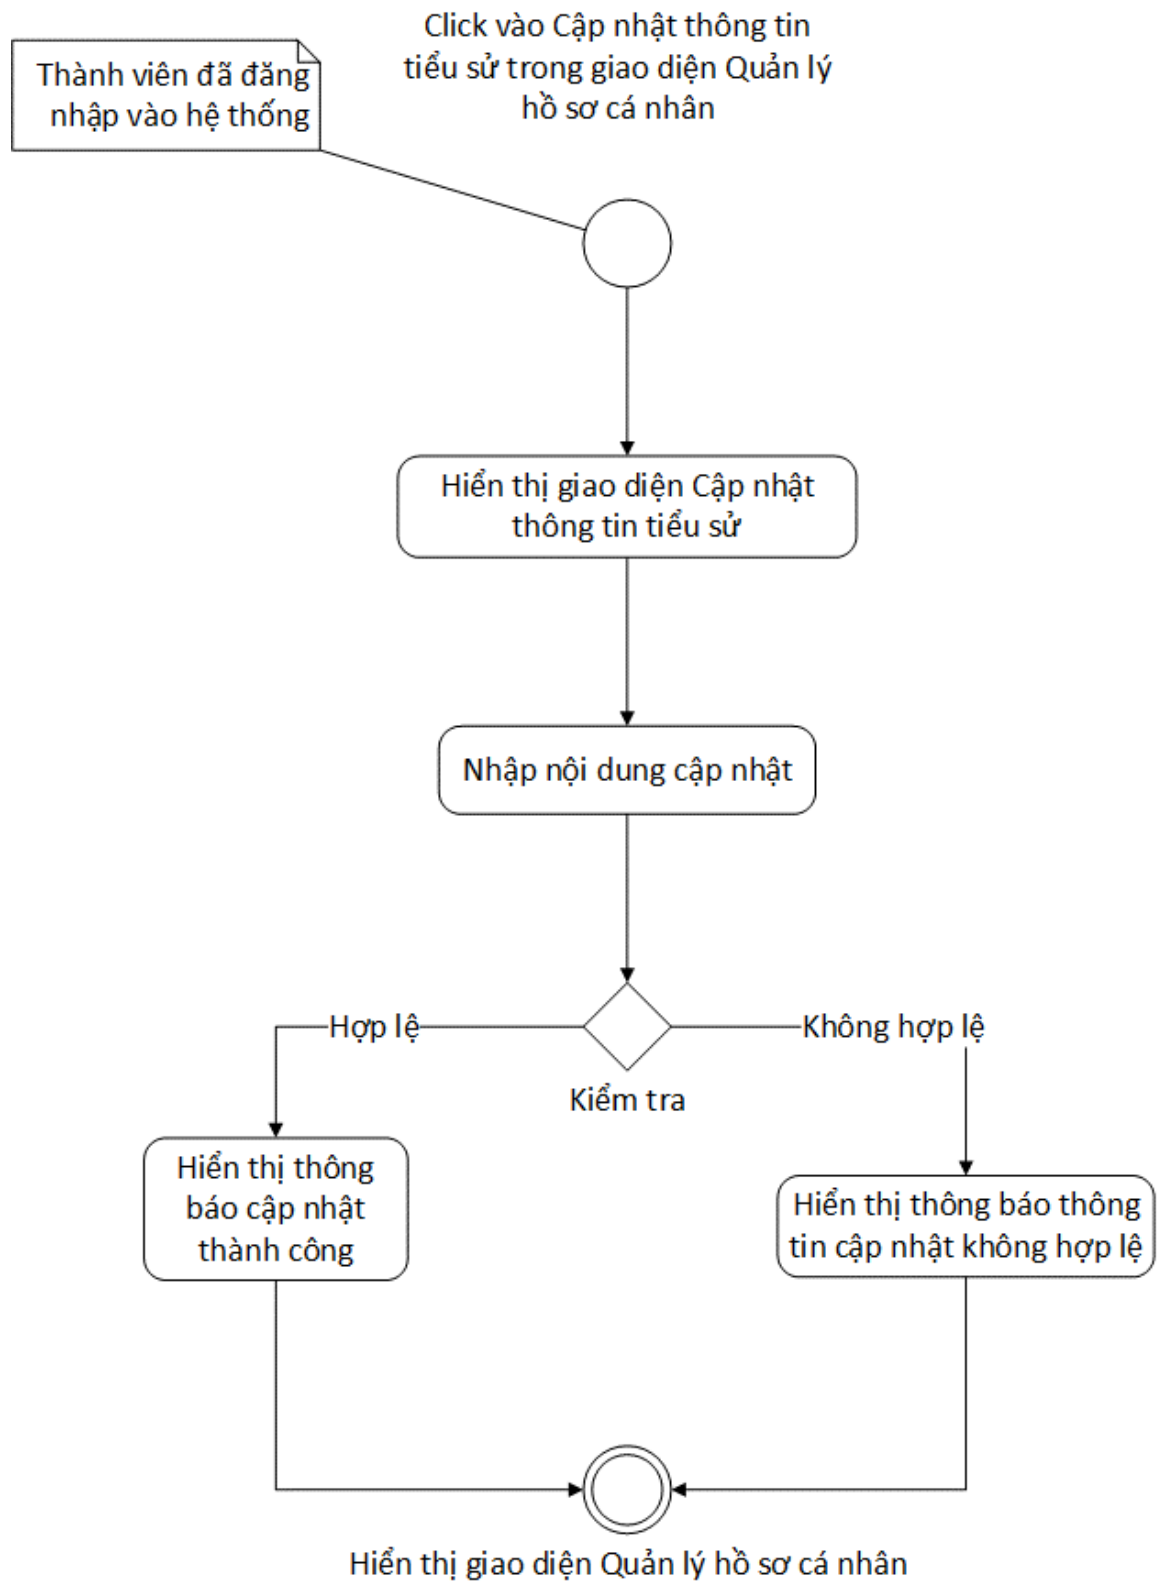 Click vào Cập nhật thông tin
tiểu sử trong giao diện Quản lý
hồ sơ cá nhân
Thành viên đã đăng
nhập vào hệ thống
Hiển thị giao diện Cập nhật
thông tin tiểu sử
Nhập nội dung cập nhật
Hợp lệ
Không hợp lệ
Kiểm tra
Hiển thị thông
báo cập nhật
thành công
Hiển thị thông báo thông
tin cập nhật không hợp lệ
Hiển thị giao diện Quản lý hồ sơ cá nhân